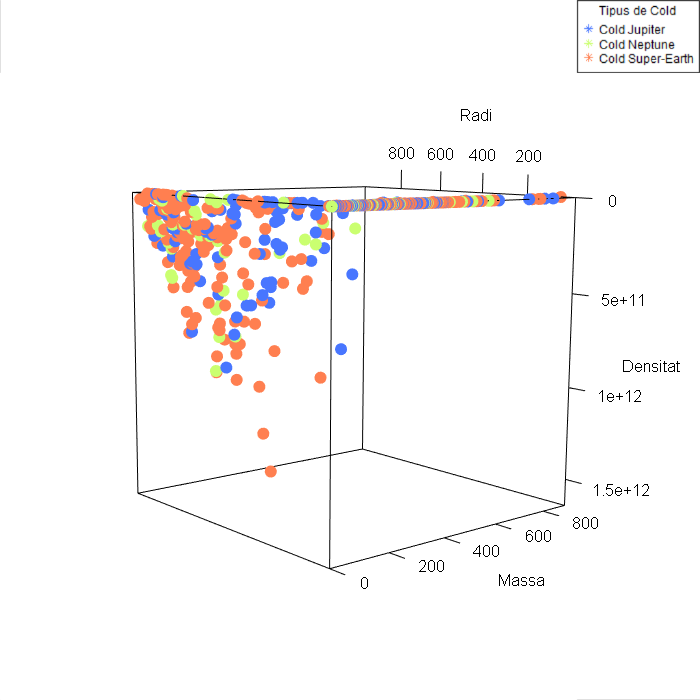 Tipus de Cold
Cold Jupiter
Cold Neptune
Cold Super-Earth
Radi
800 600 400 200
0
5e+11
Densitat
1e+12
1.5e+12
800
600
400
200
0
Massa